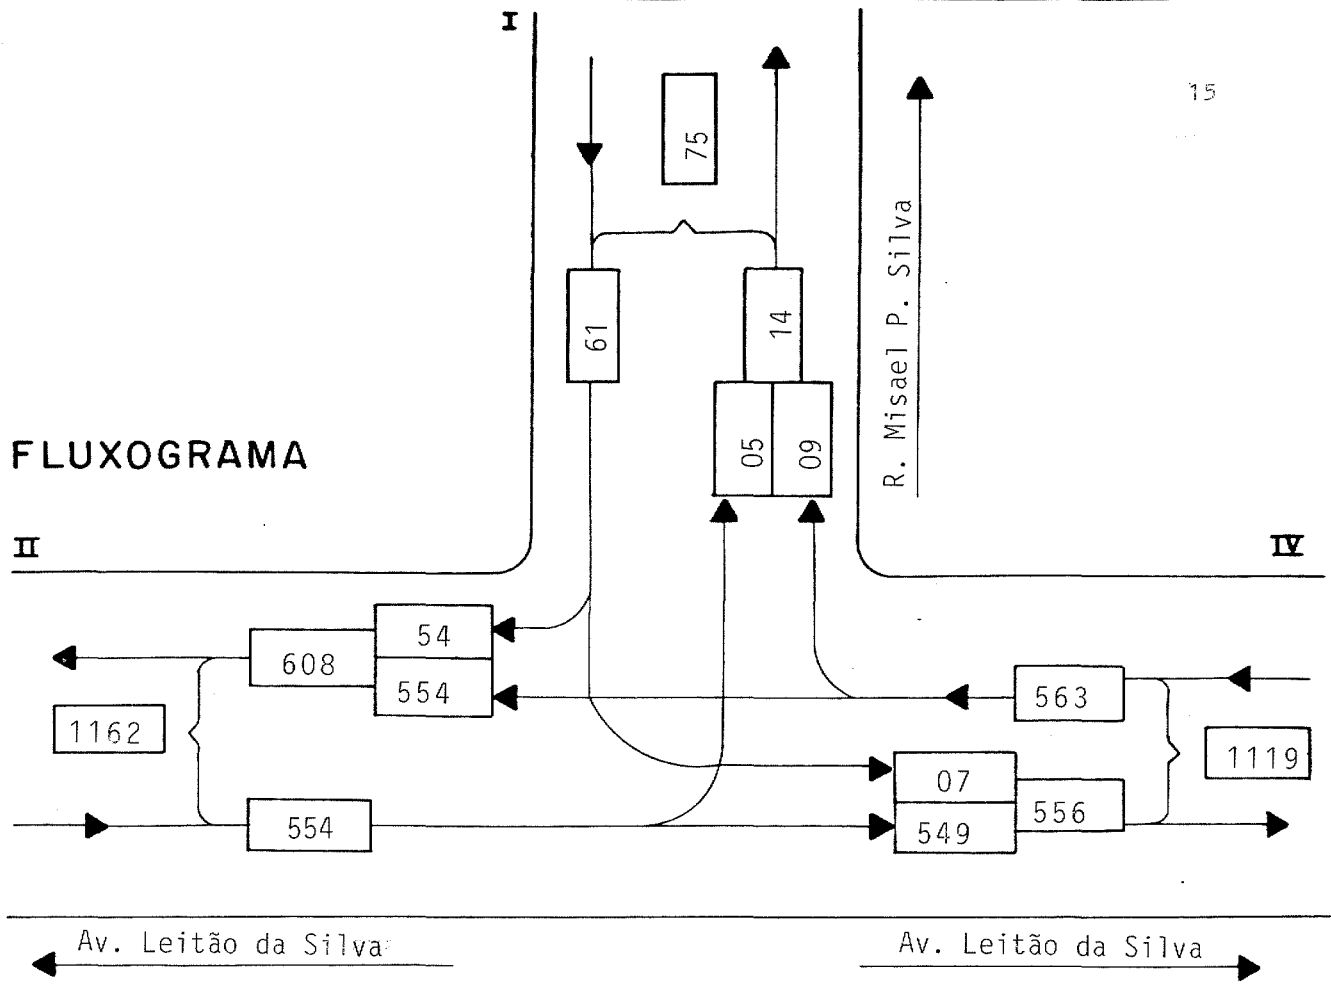 I
15
75
R. Misael P. Silva
61
14
05
09
FLUXOGRAMA
II
IV
54
608
554
563
1162
1119
07
556
554
549
Av. Leitão da Silva
Av. Leitão da Silva